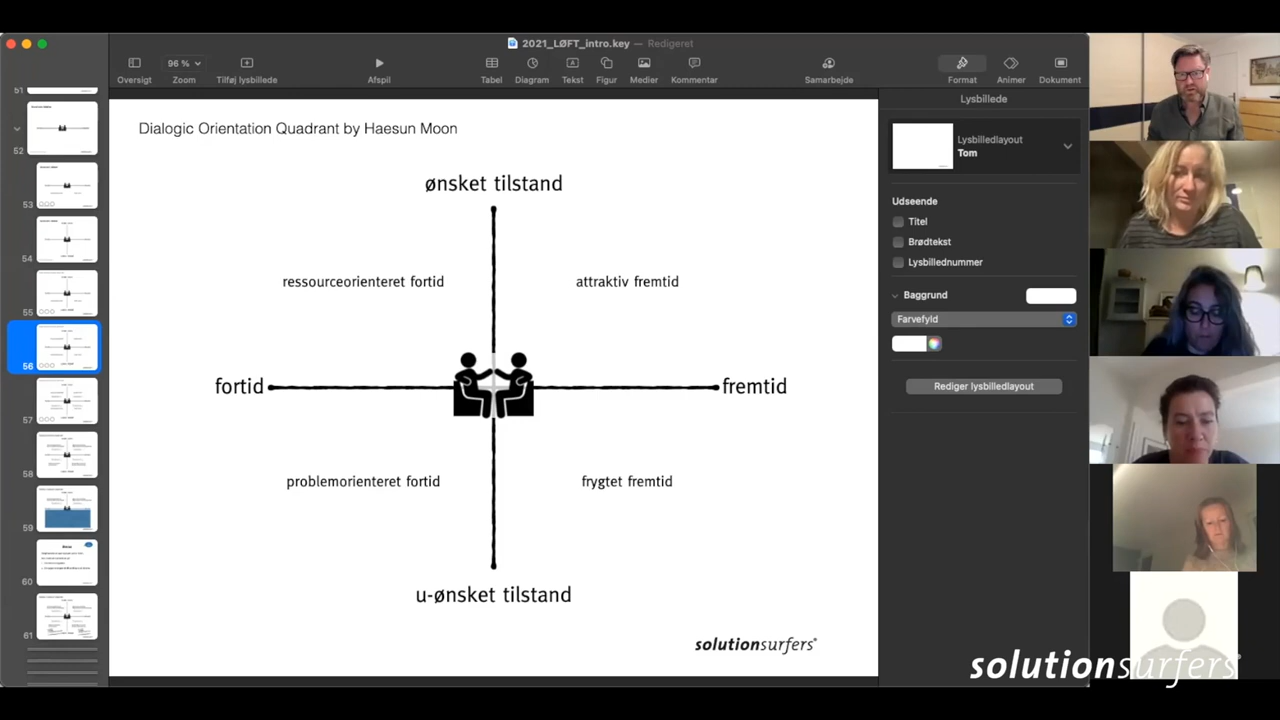 2021_LØFT_intro.key — Redigeret
96 %
Oversigt
Zoom
Tilføj lysbillede
Afspil
Tabel
Diagram
Tekst
Figur
Medier
Kommentar
Samarbejde
Format
Animer
Dokument
51
52
53
54
55
56
57
58
59
60
61
Dialogic Orientation Quadrant by Haesun Moon
ønsket tilstand
ressourceorienteret fortid
attraktiv fremtid
fortid
fremtid
problemorienteret fortid
frygtet fremtid
u-ønsket tilstand
solutionsurfers®
Lysbillede
Lysbilledlayout
Tom
Udseende
Titel
Brødtekst
Lysbillednummer
Baggrund
Farvefyld
Rediger lysbilledlayout
solutionsurfers®